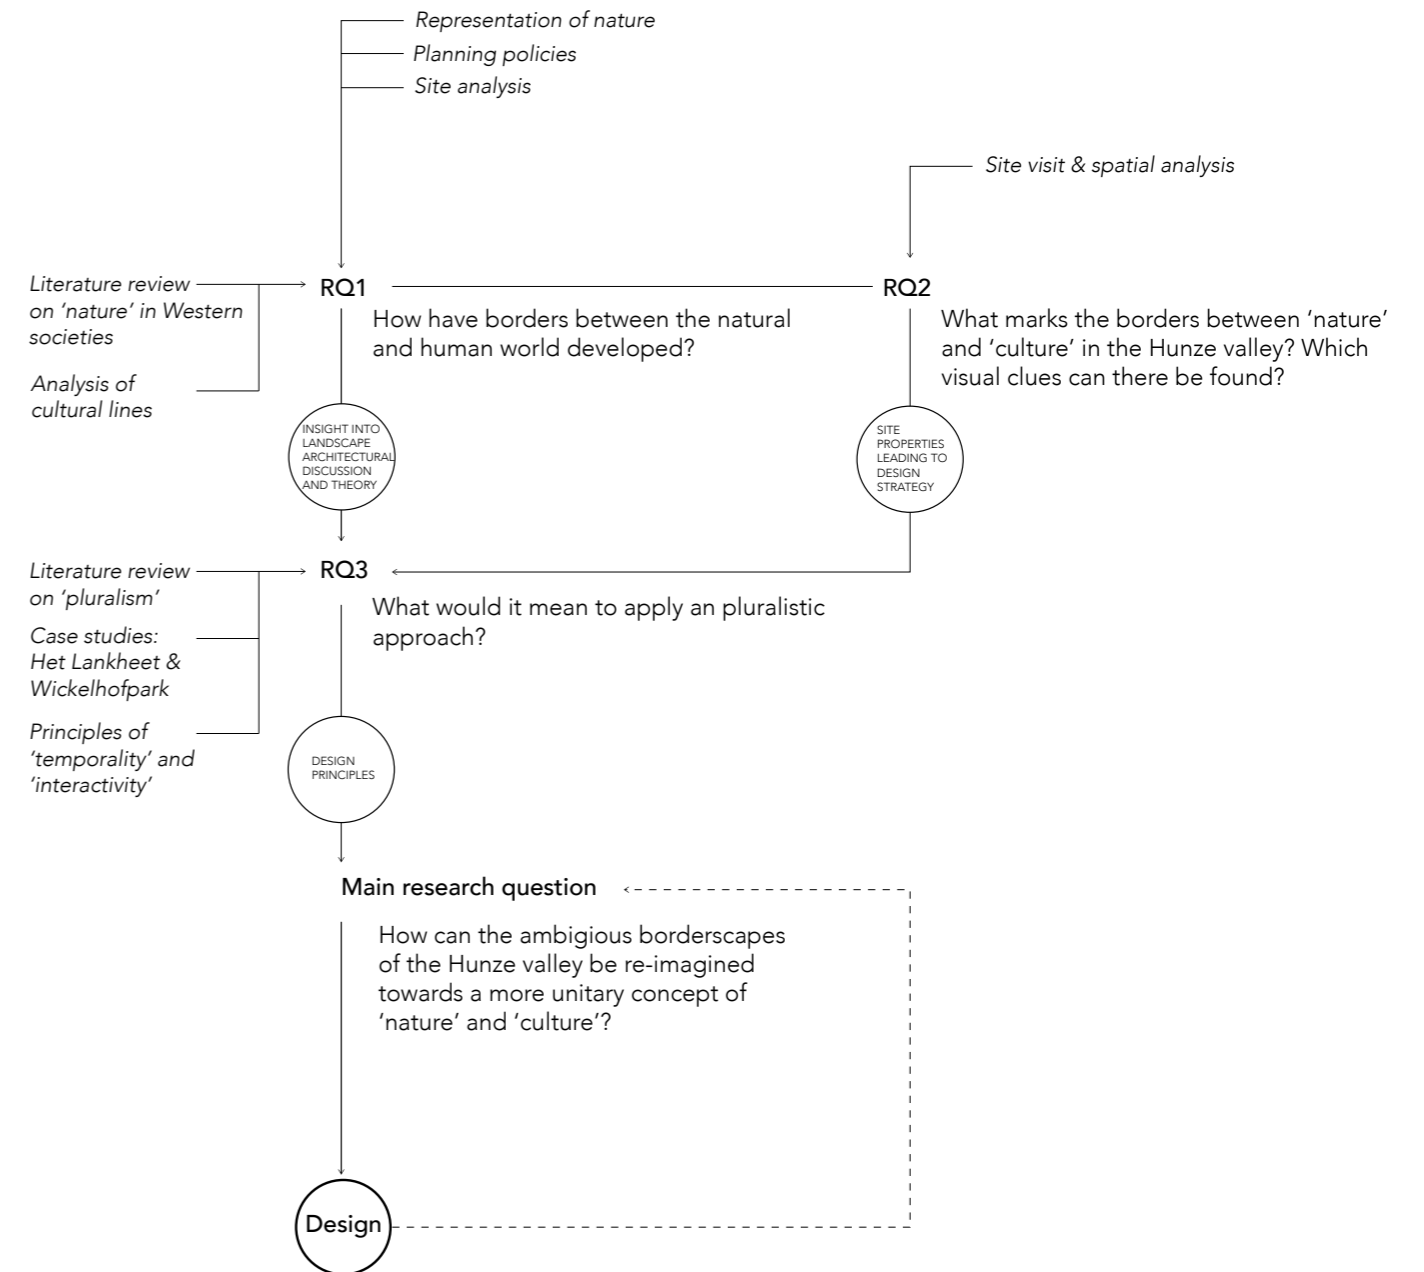 Representation of nature
Planning policies
Site analysis
Site visit & spatial analysis
Literature review
on ‘nature’ in Western
societies
Analysis of
cultural lines
RQ1
How have borders between the natural
and human world developed?
RQ2
What marks the borders between ‘nature’
and ‘culture’ in the Hunze valley? Which
visual clues can there be found?
INSIGHT INTO
LANDSCAPE
ARCHITECTURAL
DISCUSSION
AND THEORY
SITE
PROPERTIES
LEADING TO
DESIGN
STRATEGY
Literature review
on ‘pluralism’
Case studies:
Het Lankheet &
Wickelhofpark
Principles of
‘temporality’ and
‘interactivity’
RQ3
What would it mean to apply an pluralistic
approach?
DESIGN
PRINCIPLES
Main research question
How can the ambigious borderscapes
of the Hunze valley be re-imagined
towards a more unitary concept of
‘nature’ and ‘culture’?
Design